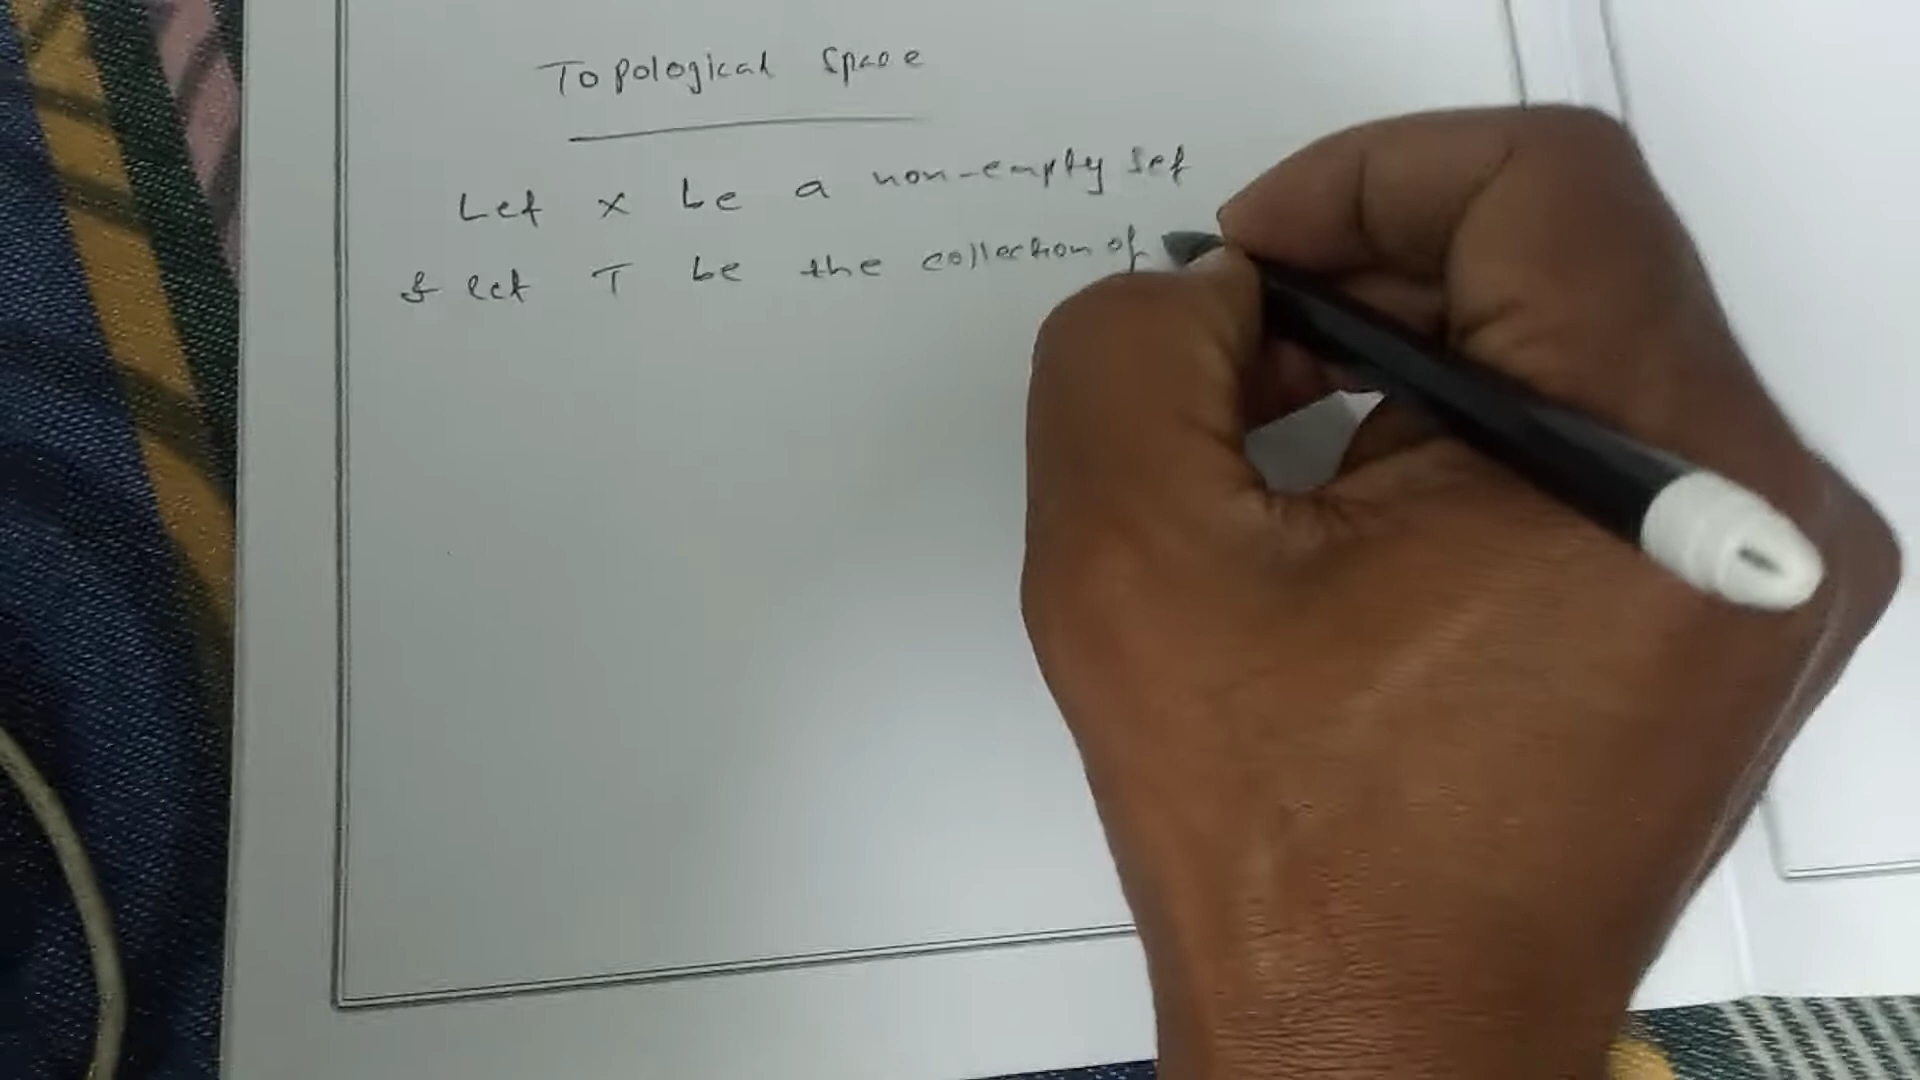 Topological Space
Let X be a non-empty set
& let T be the collection of